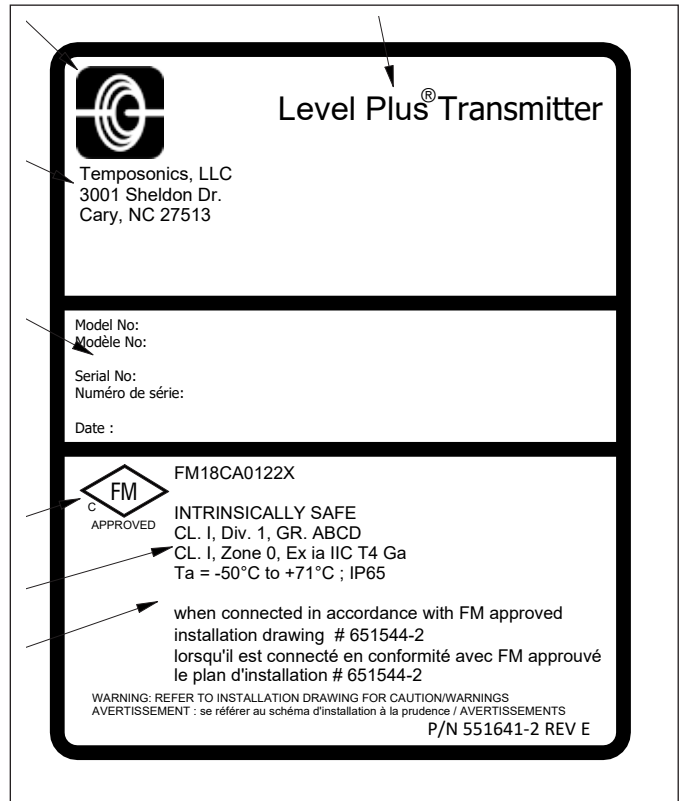 Level Plus® Transmitter
Temposonics, LLC
3001 Sheldon Dr.
Cary, NC 27513
Model No:
Modèle No:
Serial No:
Numéro de série:
Date :
FM
C
APPROVED
FM18CA0122X
INTRINSICALLY SAFE
CL. I, Div. 1, GR. ABCD
CL. I, Zone 0, Ex ia IIC T4 Ga
Ta = -50°C to +71°C ; IP65
when connected in accordance with FM approved
installation drawing # 651544-2
lorsqu'il est connecté en conformité avec FM approuvé
le plan d'installation # 651544-2
WARNING: REFER TO INSTALLATION DRAWING FOR CAUTION/WARNINGS
AVERTISSEMENT : se référer au schéma d'installation à la prudence / AVERTISSEMENTS
P/N 551641-2 REV E